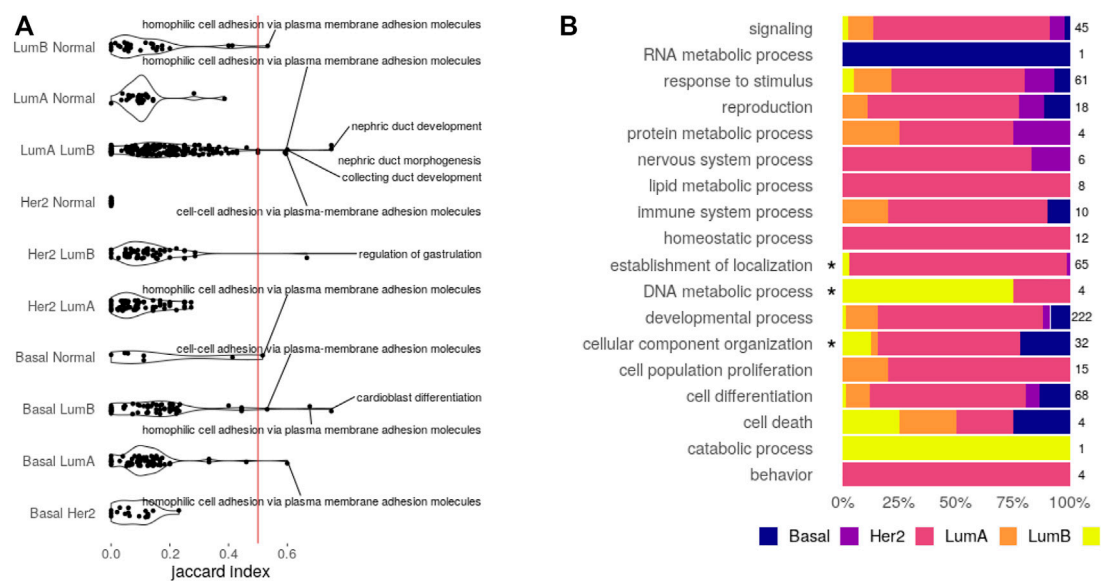 A
homophilic cell adhesion via plasma membrane adhesion molecules
LumB Normal
homophilic cell adhesion via plasma membrane adhesion molecules
LumA Normal
nephric duct development
LumA LumB
nephric duct morphogenesis
collecting duct development
Her2 Normal
cell-cell adhesion via plasma-membrane adhesion molecules
Her2 LumB
regulation of gastrulation
homophilic cell adhesion via plasma membrane adhesion molecules
Her2 LumA
cell-cell adhesion via plasma-membrane adhesion molecules
Basal Normal
cardioblast differentiation
Basal LumB
homophilic cell adhesion via plasma membrane adhesion molecules
Basal LumA
homophilic cell adhesion via plasma membrane adhesion molecules
Basal Her2
0.0 0.2 0.4 0.6
jaccard index
B
signaling 45
RNA metabolic process 1
response to stimulus 61
reproduction 18
protein metabolic process 4
nervous system process 6
lipid metabolic process 8
immune system process 10
homeostatic process 12
establishment of localization * 65
DNA metabolic process * 4
developmental process 222
cellular component organization * 32
cell population proliferation 15
cell differentiation 68
cell death 4
catabolic process 1
behavior 4
0% 25% 50% 75% 100%
Basal Her2 LumA LumB